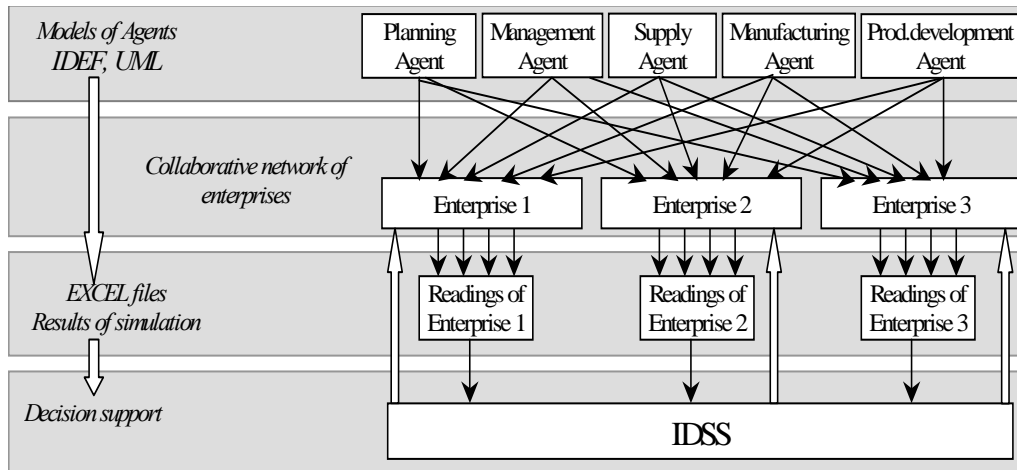 Models of Agents
IDEF, UML
Planning
Agent
Management
Agent
Supply
Agent
Manufacturing
Agent
Prod.development
Agent
Collaborative network of
enterprises
Enterprise 1
Enterprise 2
Enterprise 3
EXCEL files
Results of simulation
Readings of
Enterprise 1
Readings of
Enterprise 2
Readings of
Enterprise 3
Decision support
IDSS